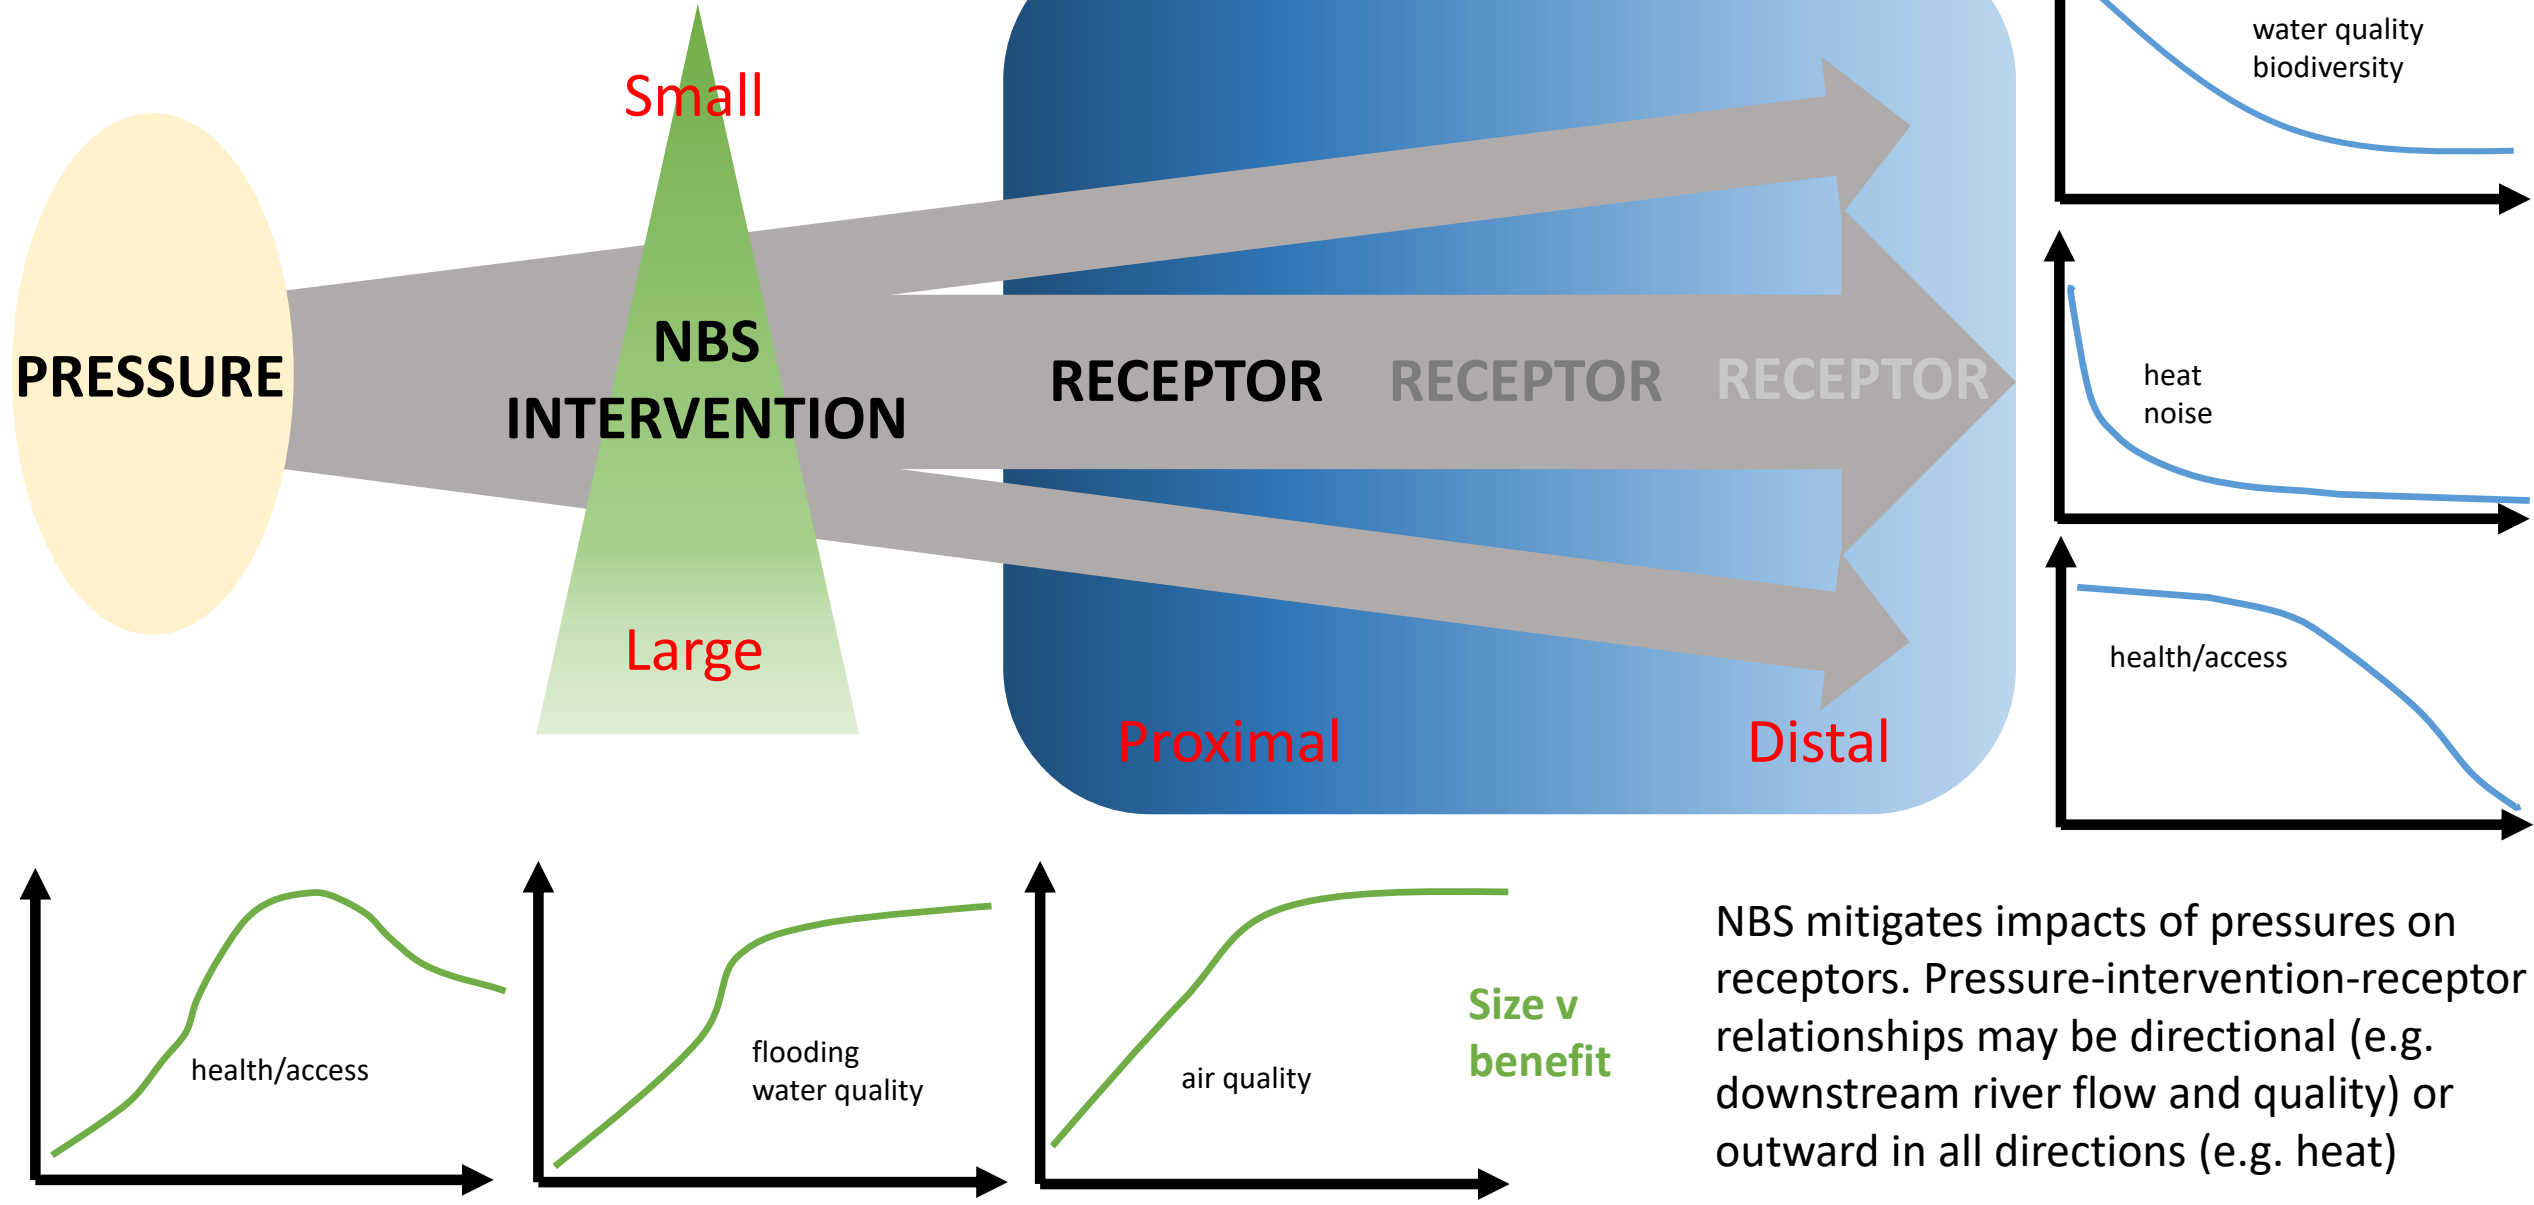 water quality
biodiversity
Small
PRESSURE
NBS
INTERVENTION
RECEPTOR
RECEPTOR
RECEPTOR
heat
noise
Large
health/access
Proximal
Distal
health/access
flooding
water quality
air quality
Size v
benefit
NBS mitigates impacts of pressures on
receptors. Pressure-intervention-receptor
relationships may be directional (e.g.
downstream river flow and quality) or
outward in all directions (e.g. heat)